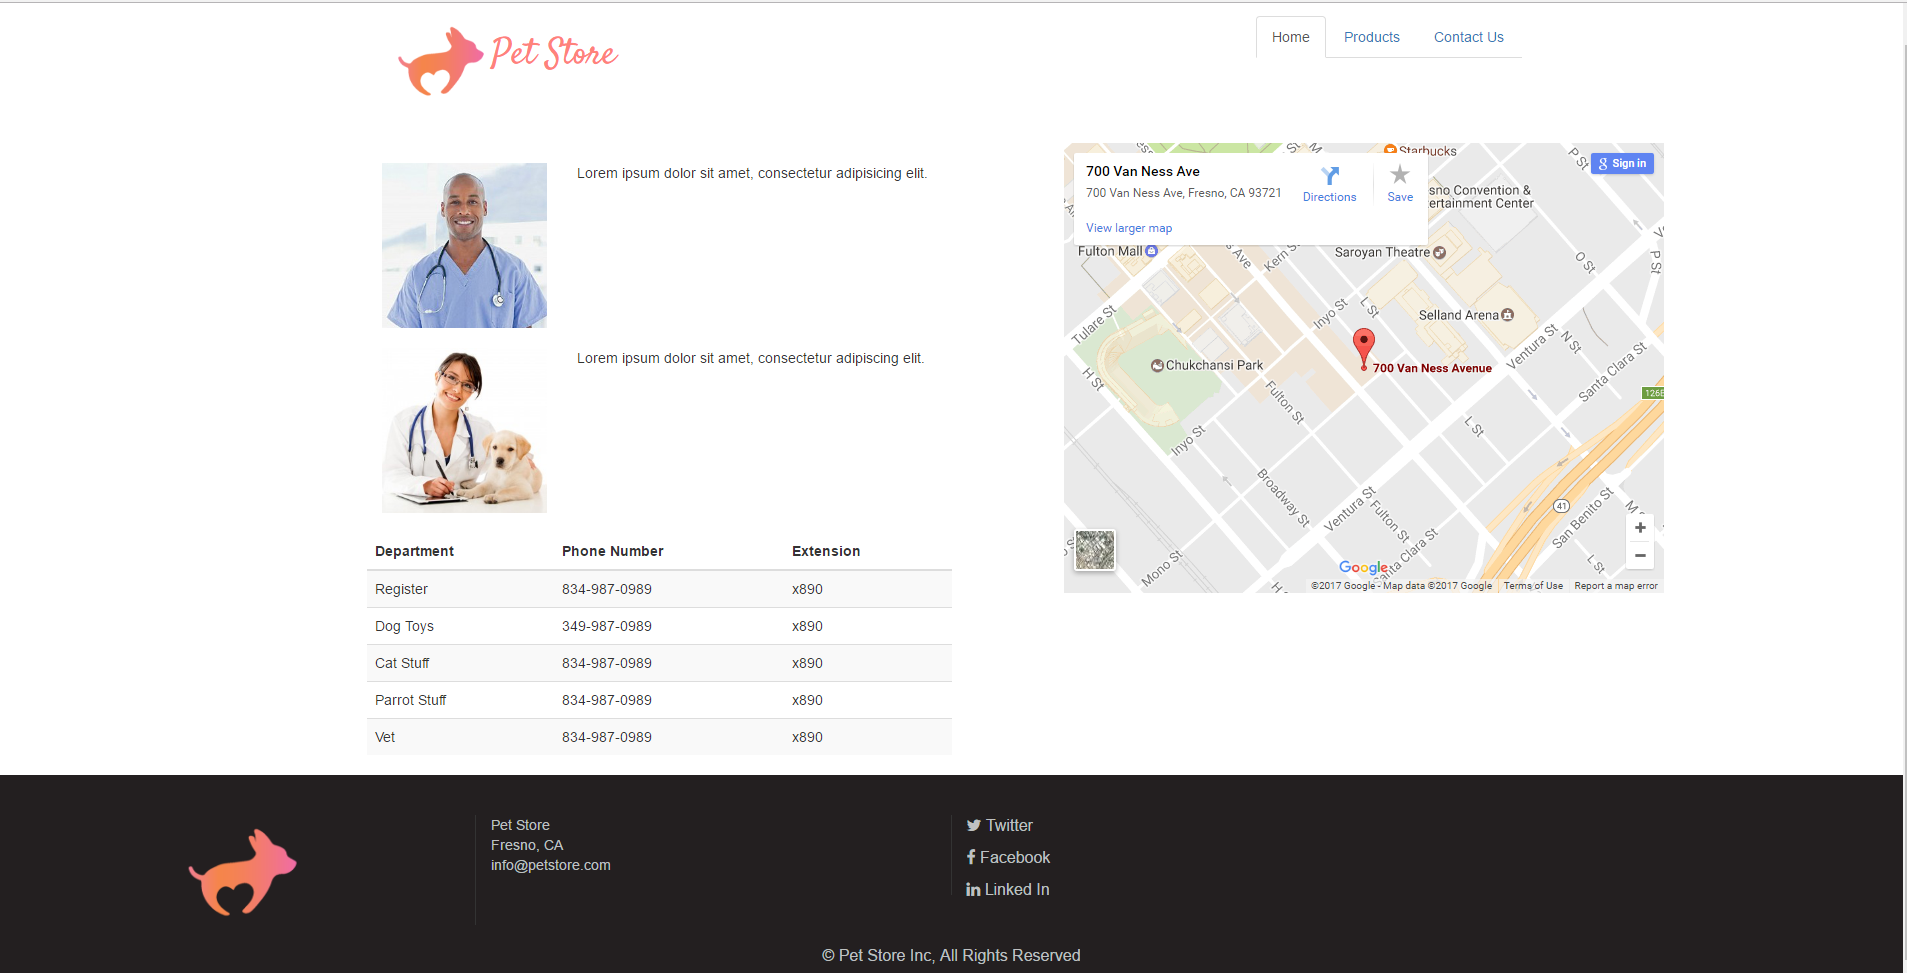 Pet Store
Home Products Contact Us
Lorem ipsum dolor sit amet, consectetur adipisicing elit.
Lorem ipsum dolor sit amet, consectetur adipiscing elit.
Department Phone Number Extension
Register 834-987-0989 x890
Dog Toys 349-987-0989 x890
Cat Stuff 834-987-0989 x890
Parrot Stuff 834-987-0989 x890
Vet 834-987-0989 x890
700 Van Ness Ave
700 Van Ness Ave, Fresno, CA 93721
View larger map
Directions
Save
Sign in
Starbucks
sno Convention &
ertainment Center
P St
Fulton Mall
Ave
Kern St
Saroyan Theatre
O St
P St
Tulare St
Inyo St
L St
Selland Arena
Ventura St
N St
Santa Clara St
Chukchansi Park
700 Van Ness Avenue
H St
Fulton St
126B
Inyo St
L St
Broadway St
Ventura St
Fulton St
41
San Benito St
Santa Clara St
Mono St
L St
Google
©2017 Google - Map data ©2017 Google Terms of Use Report a map error
Pet Store
Fresno, CA
info@petstore.com
Twitter
Facebook
Linked In
© Pet Store Inc, All Rights Reserved